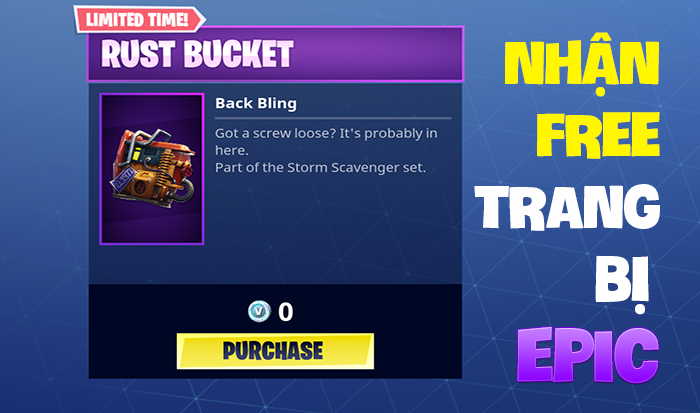 LIMITED TIME!
RUST BUCKET
Back Bling
Got a screw loose? It's probably in
here.
Part of the Storm Scavenger set.
0
PURCHASE
NHẬN
FREE
TRANG
BỊ
EPIC